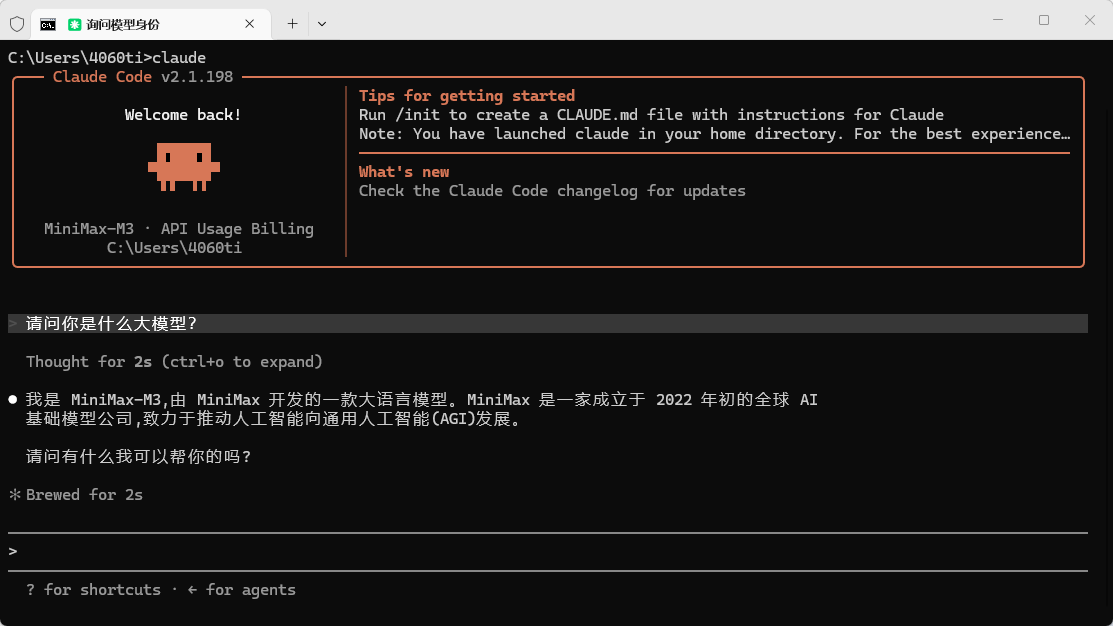 询问模型身份
C:\Users\4060ti>claude
Claude Code v2.1.198
Welcome back!
MiniMax-M3 · API Usage Billing
C:\Users\4060ti
Tips for getting started
Run /init to create a CLAUDE.md file with instructions for Claude
Note: You have launched claude in your home directory. For the best experience…
What's new
Check the Claude Code changelog for updates
> 请问你是什么大模型?
Thought for 2s (ctrl+o to expand)
● 我是 MiniMax-M3,由 MiniMax 开发的一款大语言模型。MiniMax 是一家成立于 2022 年初的全球 AI
基础模型公司,致力于推动人工智能向通用人工智能(AGI)发展。
请问有什么我可以帮你的吗?
✻ Brewed for 2s
>
? for shortcuts · ← for agents